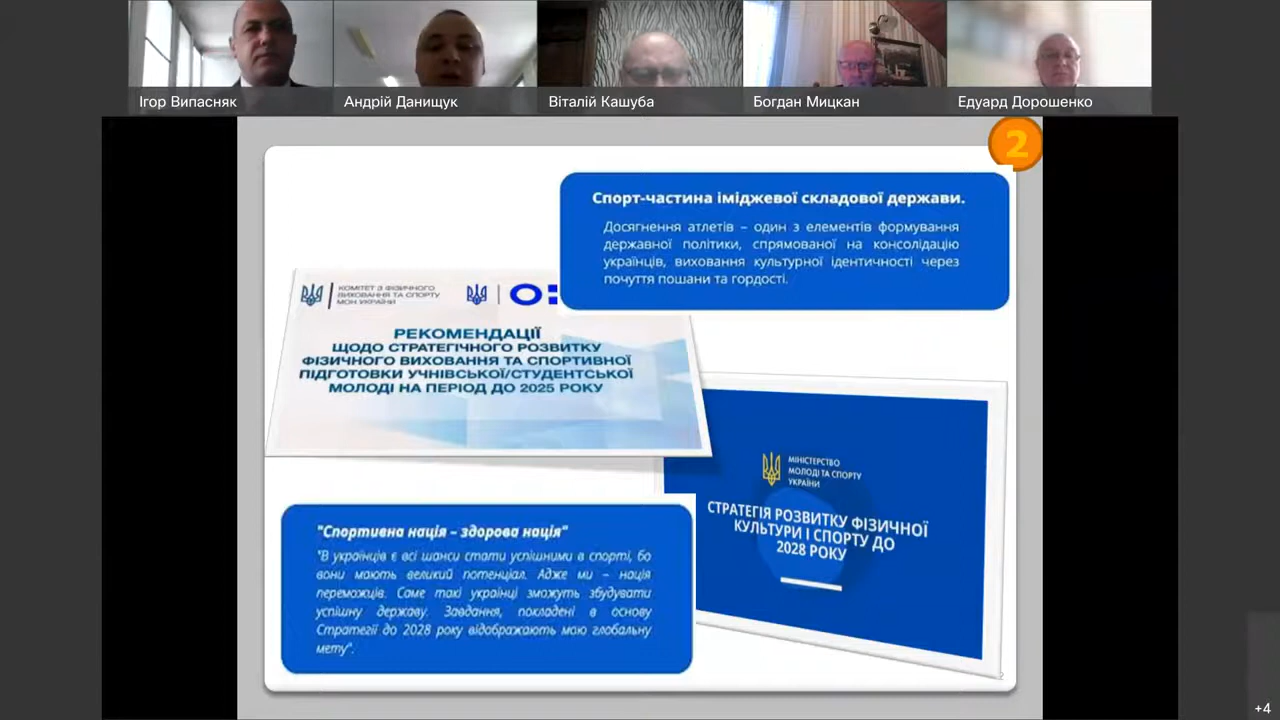 Ігор Випасняк
Андрій Данищук
Віталій Кашуба
Богдан Мицкан
Едуард Дорошенко
2
Спорт-частина іміджевої складової держави.
Досягнення атлетів – один з елементів формування
державної політики, спрямованої на консолідацію
українців, виховання культурної ідентичності через
почуття пошани та гордості.
КОМІТЕТ З ФІЗИЧНОГО
ВИХОВАННЯ ТА СПОРТУ
МОН УКРАЇНИ
РЕКОМЕНДАЦІЇ
ЩОДО СТРАТЕГІЧНОГО РОЗВИТКУ
ФІЗИЧНОГО ВИХОВАННЯ ТА СПОРТИВНОЇ
ПІДГОТОВКИ УЧНІВСЬКОЇ/СТУДЕНТСЬКОЇ
МОЛОДІ НА ПЕРІОД ДО 2025 РОКУ
МІНІСТЕРСТВО
МОЛОДІ ТА СПОРТУ
УКРАЇНИ
СТРАТЕГІЯ РОЗВИТКУ ФІЗИЧНОЇ
КУЛЬТУРИ І СПОРТУ ДО
2028 РОКУ
"Спортивна нація – здорова нація"
"В українців є всі шанси стати успішними в спорті, бо
вони мають великий потенціал. Адже ми – нація
переможців. Саме такі українці зможуть збудувати
успішну державу. Завдання, покладені в основу
Стратегії до 2028 року відображають мою глобальну
мету".
2
+4